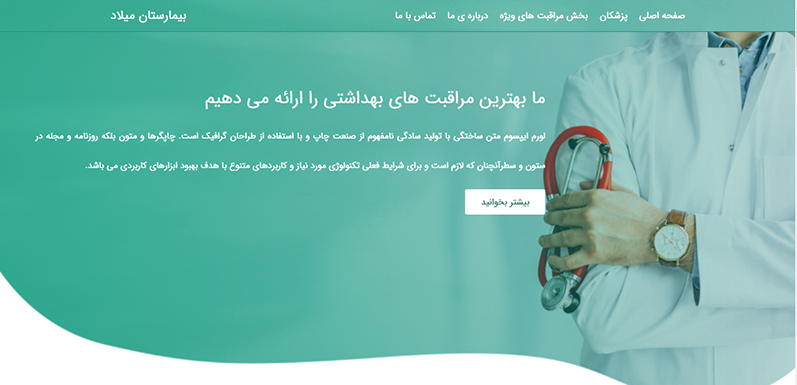 صفحه اصلی پزشکان بخش مراقبت های ویژه درباره ی ما تماس با ما بیمارستان میلاد
ما بهترین مراقبت های بهداشتی را ارائه می دهیم
لورم ایپسوم متن ساختگی با تولید سادگی نامفهوم از صنعت چاپ و با استفاده از طراحان گرافیک است. چاپگرها و متون بلکه روزنامه و مجله در
ستون و سطرآنچنان که لازم است و برای شرایط فعلی تکنولوژی مورد نیاز و کاربردهای متنوع با هدف بهبود ابزارهای کاربردی می باشد.
بیشتر بخوانید